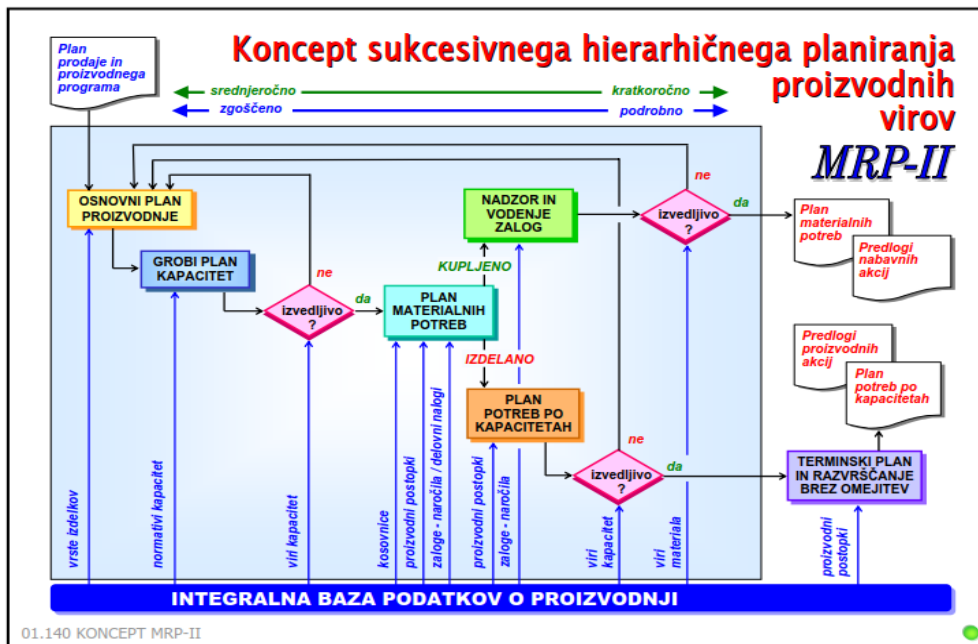 Plan
prodaje in
proizvodnega
programa
Koncept sukcesivnega hierarhičnega planiranja
proizvodnih
virov
MRP-II
srednjeročno
kratkoročno
zgoščeno
podrobno
OSNOVNI PLAN
PROIZVODNJE
GROBI PLAN
KAPACITET
ne
izvedljivo
?
da
PLAN
MATERIALNIH
POTREB
KUPLJENO
NADZOR IN
VODENJE
ZALOG
ne
izvedljivo
?
da
Plan
materialnih
potreb
Predlogi
nabavnih
akcij
IZDELANO
PLAN
POTREB PO
KAPACITETAH
ne
izvedljivo
?
da
Predlogi
proizvodnih
akcij
Plan
potreb po
kapacitetah
TERMINSKI PLAN
IN RAZVRŠČANJE
BREZ OMEJITEV
vrste izdelkov
normativi kapacitet
viri kapacitet
kosovnice
proizvodni postopki
zaloge - naročila / delovni nalogi
proizvodni postopki
zaloge - naročila
viri
kapacitet
viri
materiala
proizvodni
postopki
INTEGRALNA BAZA PODATKOV O PROIZVODNJI
01.140 KONCEPT MRP-II